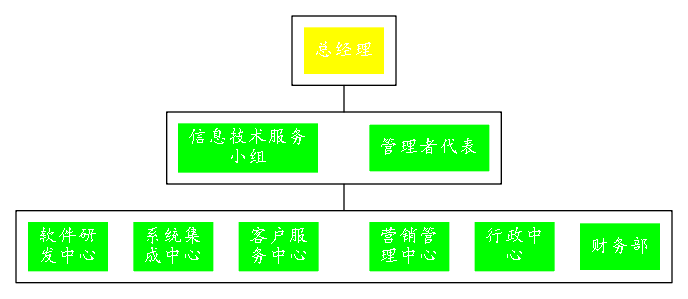 总经理
信息技术服务
小组
管理者代表
软件研
发中心
系统集
成中心
客户服
务中心
营销管
理中心
行政中
心
财务部